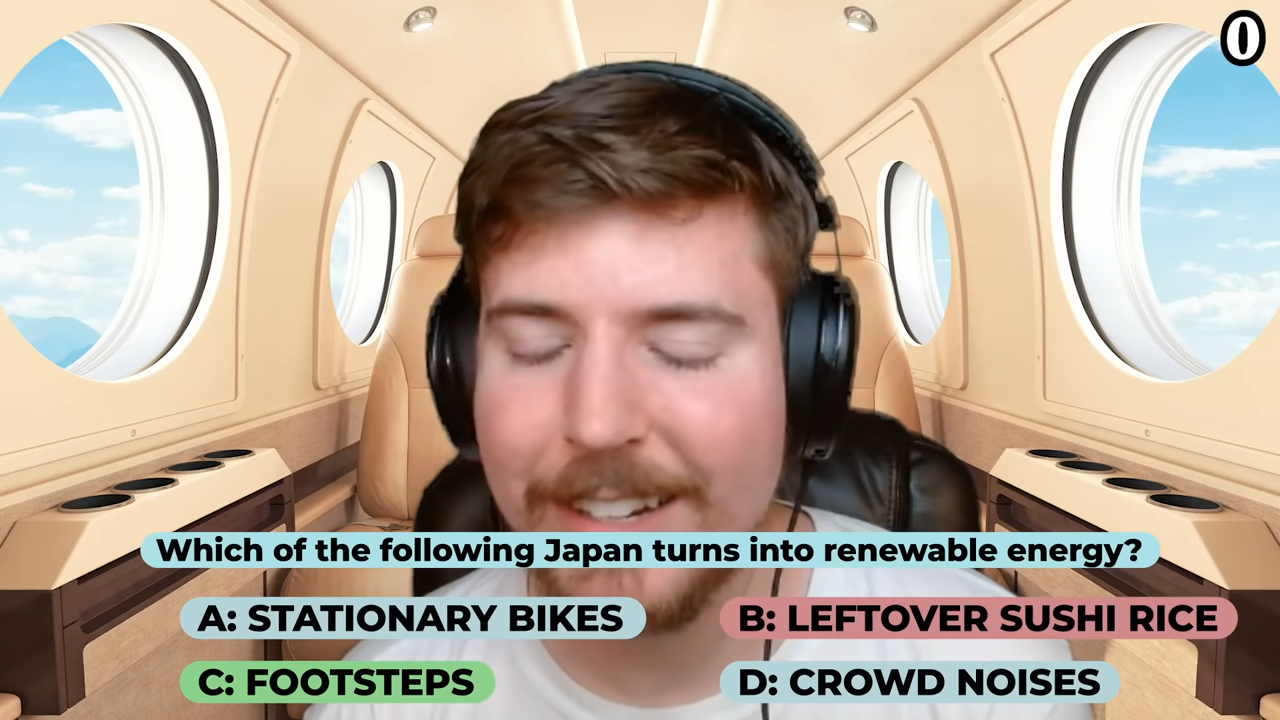 0
Which of the following Japan turns into renewable energy?
A: STATIONARY BIKES
B: LEFTOVER SUSHI RICE
C: FOOTSTEPS
D: CROWD NOISES